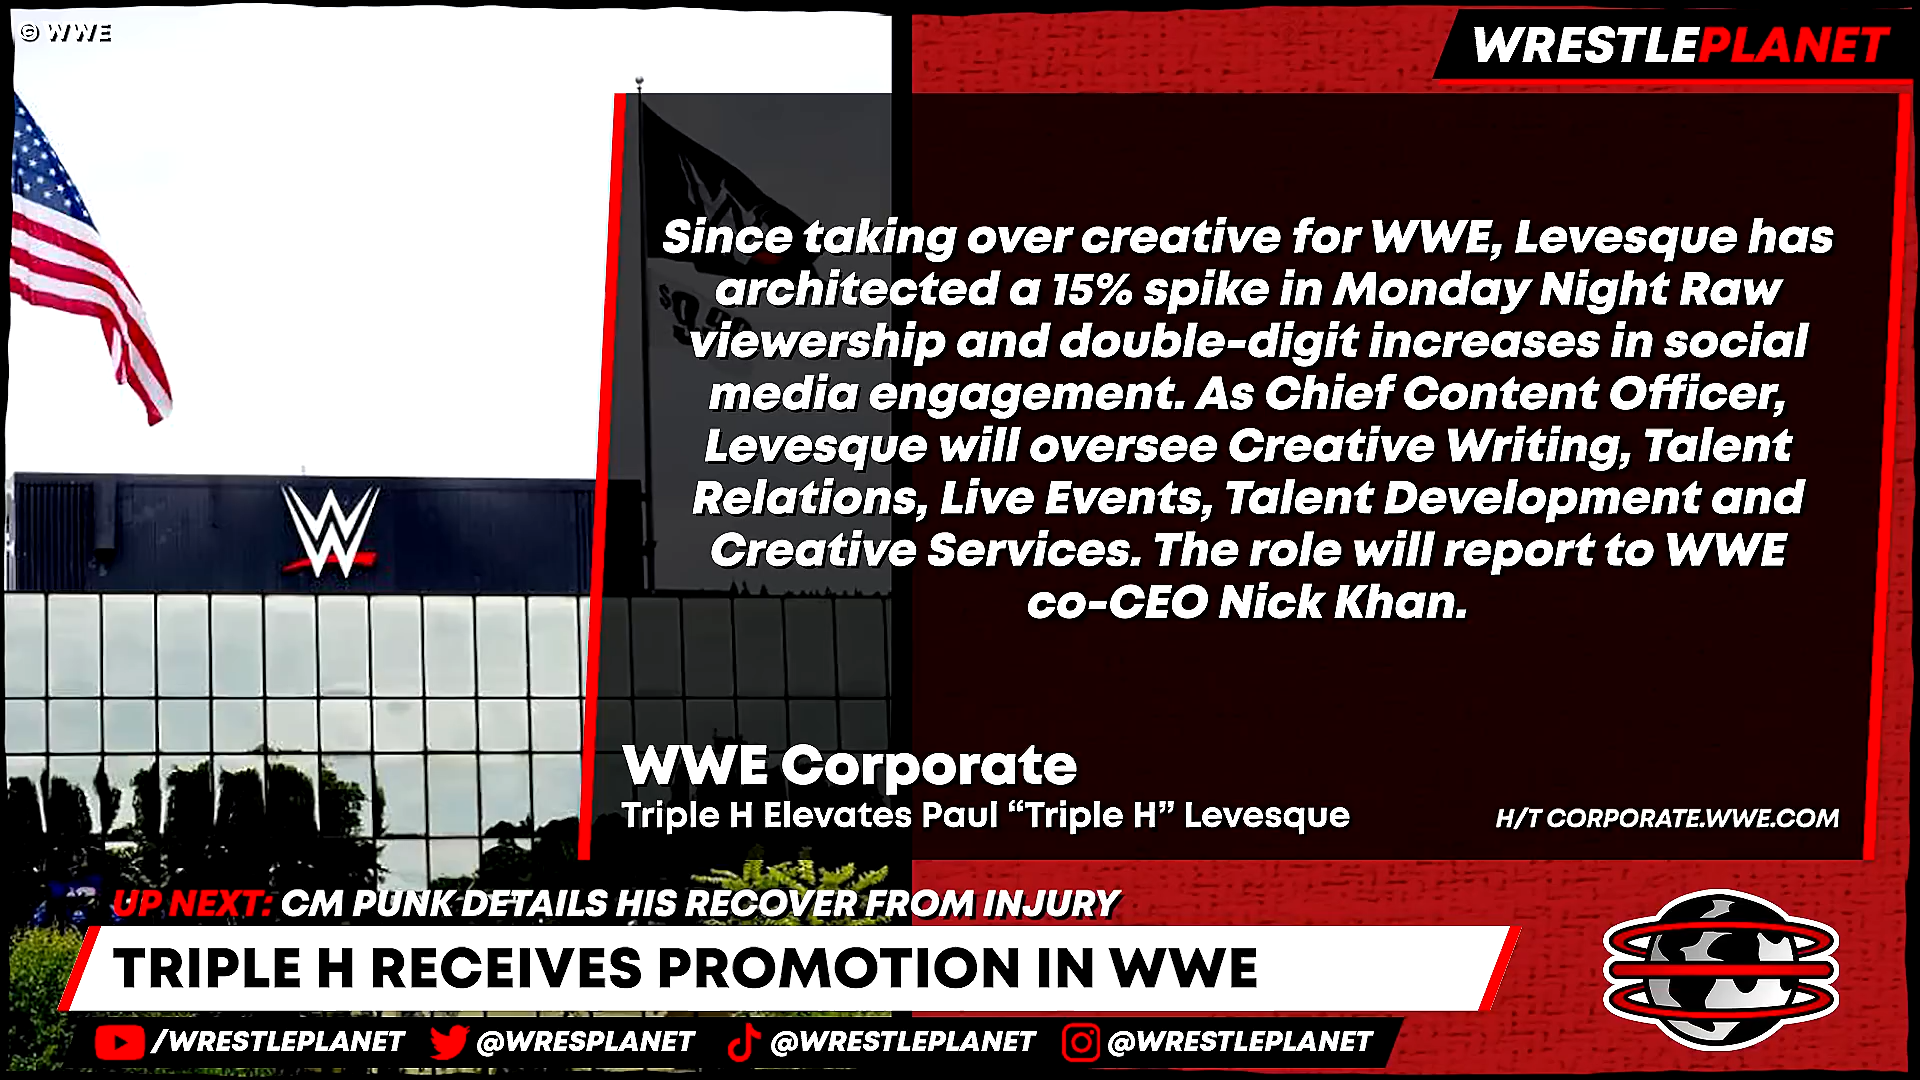 © WWE
WRESTLEPLANET
$9.99
Since taking over creative for WWE, Levesque has
architected a 15% spike in Monday Night Raw
viewership and double-digit increases in social
media engagement. As Chief Content Officer,
Levesque will oversee Creative Writing, Talent
Relations, Live Events, Talent Development and
Creative Services. The role will report to WWE
co-CEO Nick Khan.
WWE Corporate
Triple H Elevates Paul “Triple H” Levesque
H/T CORPORATE.WWE.COM
UP NEXT: CM PUNK DETAILS HIS RECOVER FROM INJURY
TRIPLE H RECEIVES PROMOTION IN WWE
/WRESTLEPLANET @WRESPLANET @WRESTLEPLANET @WRESTLEPLANET